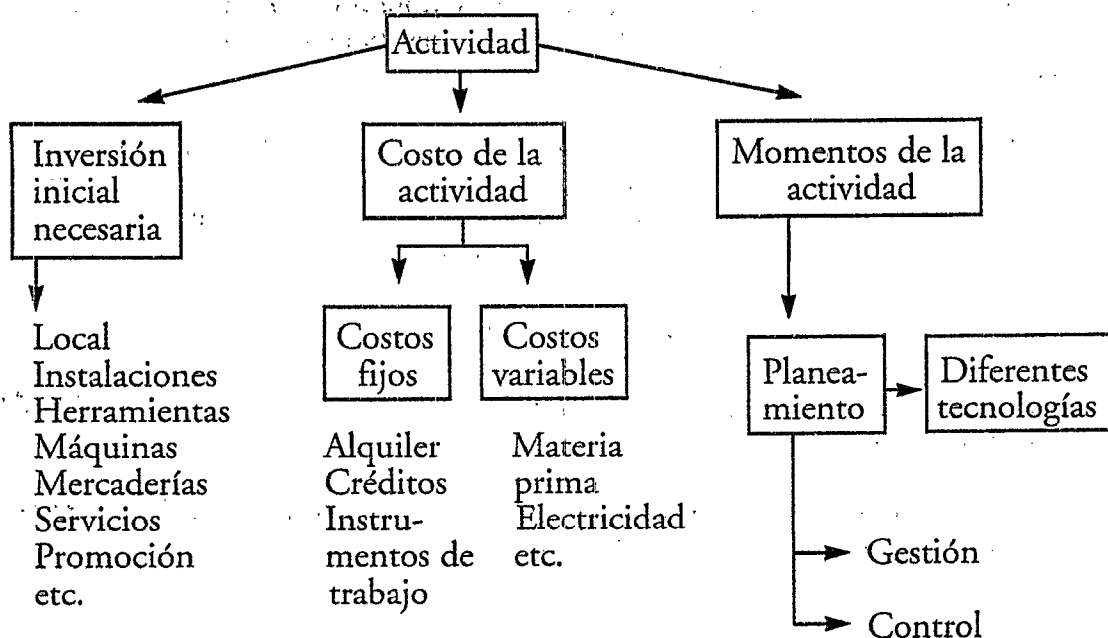 Actividad
Inversión
inicial
necesaria
Local
Instalaciones
Herramientas
Máquinas
Mercaderías
Servicios
Promoción
etc.
Costo de la
actividad
Costos
fijos
Alquiler
Créditos
Instru-
mentos de
trabajo
Costos
variables
Materia
prima
Electricidad
etc.
Momentos de la
actividad
Planea-
miento
Diferentes
tecnologías
Gestión
Control